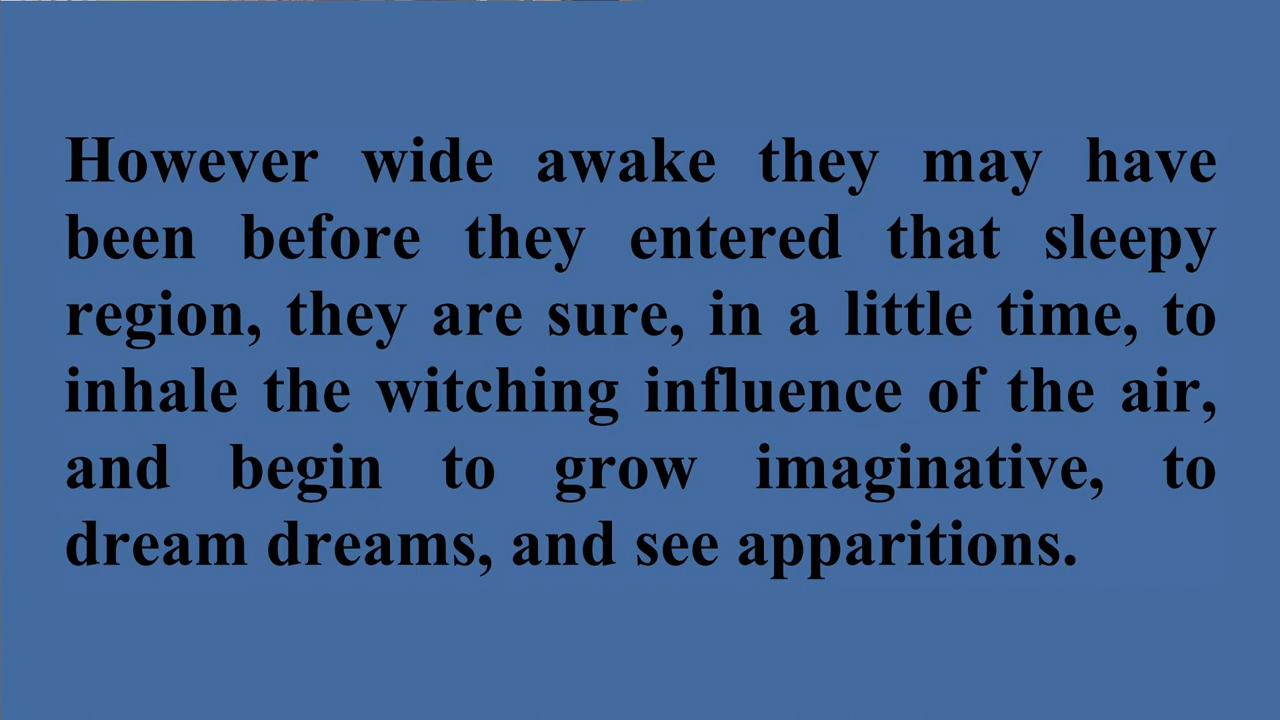 However wide awake they may have
been before they entered that sleepy
region, they are sure, in a little time, to
inhale the witching influence of the air,
and begin to grow imaginative, to
dream dreams, and see apparitions.